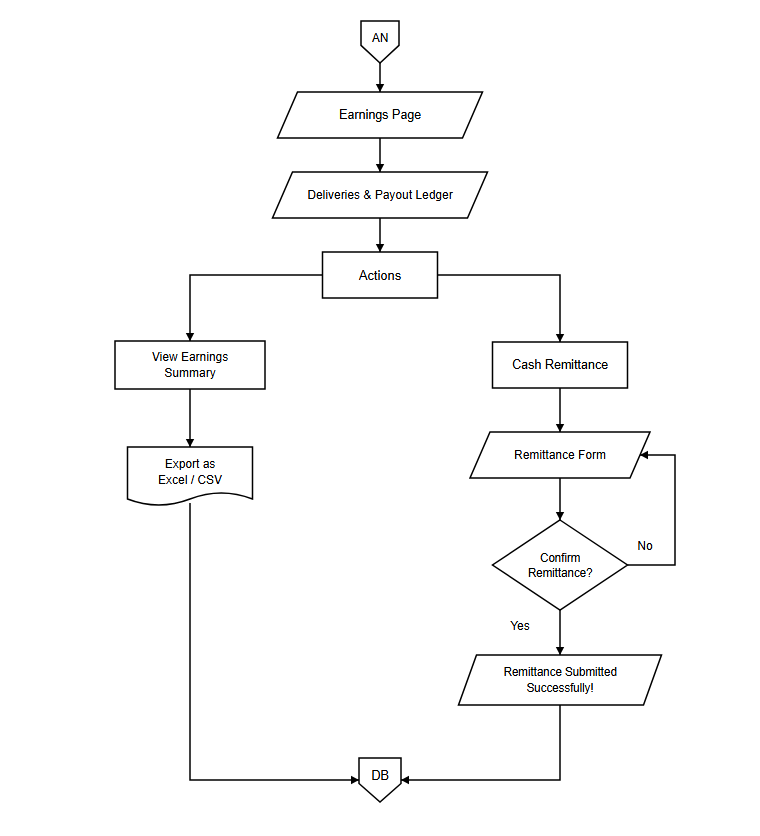 AN
Earnings Page
Deliveries & Payout Ledger
Actions
View Earnings
Summary
Cash Remittance
Export as
Excel / CSV
Remittance Form
Confirm
Remittance?
No
Yes
Remittance Submitted
Successfully!
DB